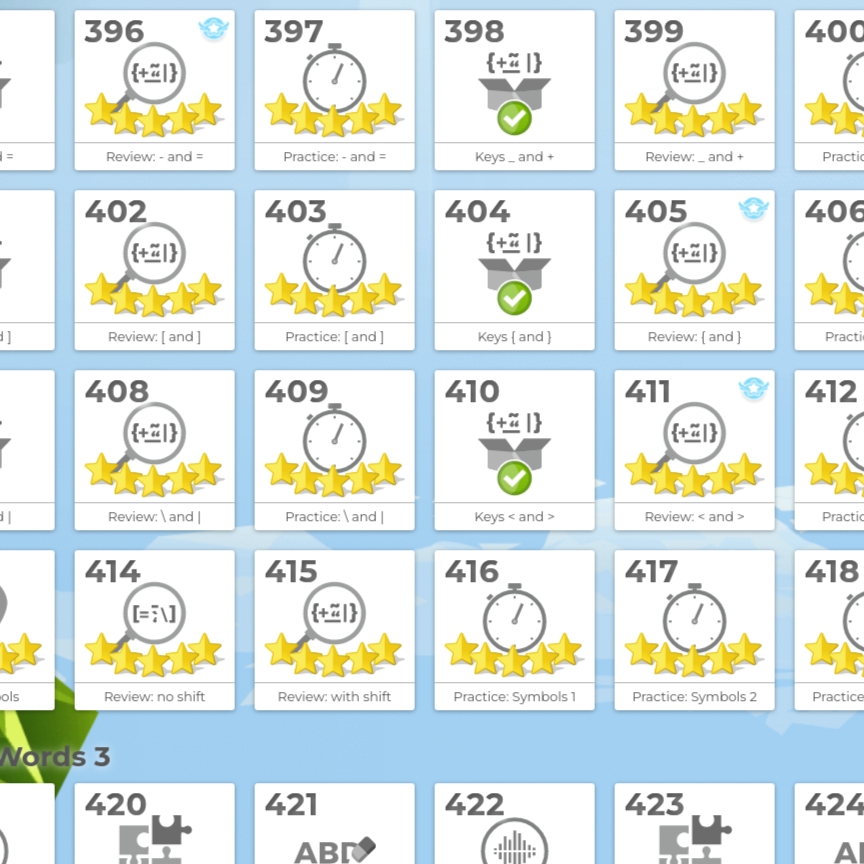 396
397
398
399
400
{+ã|}
{+ã|}
{+ã|}
d =
Review: - and =
Practice: - and =
Keys _ and +
Review: _ and +
Practic
402
403
404
405
406
{+ã|}
{+ã|}
{+ã|}
d ]
Review: [ and ]
Practice: [ and ]
Keys { and }
Review: { and }
Practi
408
409
410
411
412
{+ã|}
{+ã|}
{+ã|}
d |
Review: \ and |
Practice: \ and |
Keys < and >
Review: < and >
Practic
414
415
416
417
418
[=;\]
{+ã|}
ols
Review: no shift
Review: with shift
Practice: Symbols 1
Practice: Symbols 2
Practice
Words 3
420
421
422
423
424
ABD
A